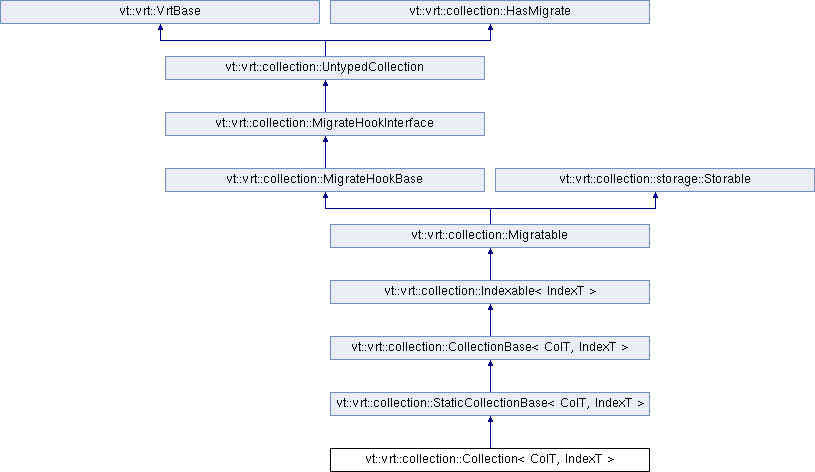 vt::vrt::VrtBase
vt::vrt::collection::HasMigrate
vt::vrt::collection::UntypedCollection
vt::vrt::collection::MigrateHookInterface
vt::vrt::collection::MigrateHookBase
vt::vrt::collection::storage::Storable
vt::vrt::collection::Migratable
vt::vrt::collection::Indexable< IndexT >
vt::vrt::collection::CollectionBase< ColT, IndexT >
vt::vrt::collection::StaticCollectionBase< ColT, IndexT >
vt::vrt::collection::Collection< ColT, IndexT >